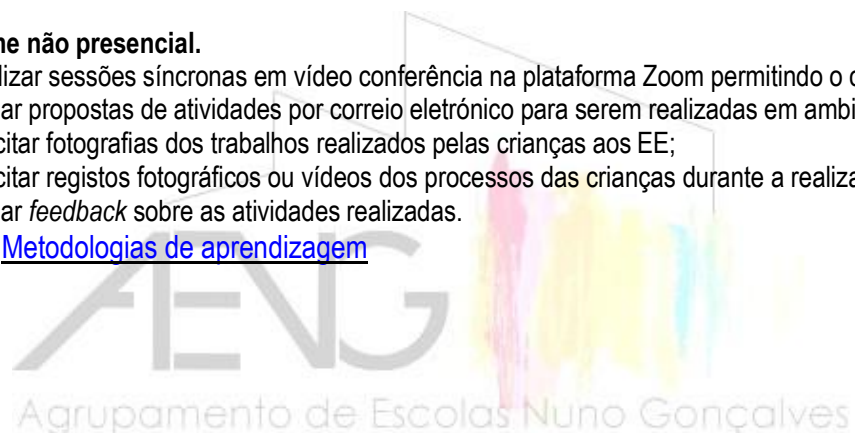 ne não presencial.
lizar sessões síncronas em vídeo conferência na plataforma Zoom permitindo o c
ar propostas de atividades por correio eletrónico para serem realizadas em ambi
citar fotografias dos trabalhos realizados pelas crianças aos EE;
citar registos fotográficos ou vídeos dos processos das crianças durante a realiza
ar feedback sobre as atividades realizadas.
Metodologias de aprendizagem
AENG
Agrupamento de Escolas Nuno Gonçalves